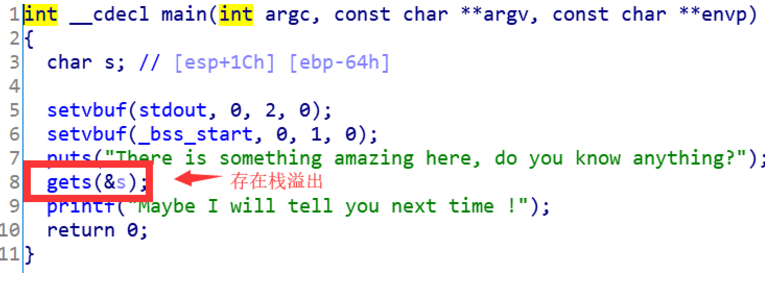 1 int __cdecl main(int argc, const char **argv, const char **envp)
2 {
3   char s; // [esp+1Ch] [ebp-64h]
4
5   setvbuf(stdout, 0, 2, 0);
6   setvbuf(_bss_start, 0, 1, 0);
7   puts("There is something amazing here, do you know anything?");
8   gets(&s); 存在栈溢出
9   printf("Maybe I will tell you next time !");
10   return 0;
11 }